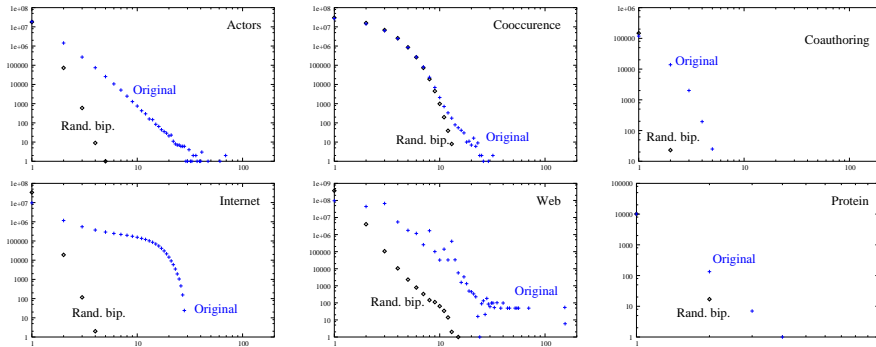 1e+08
Actors
1e+07
1e+06
100000
Original
10000
1000
100
Rand. bip.
10
1
1
10
100
1e+08
Cooccurence
1e+07
1e+06
100000
10000
1000
Rand. bip.
100
Original
10
1
1
10
100
1e+06
Coauthoring
100000
Original
10000
1000
100
Rand. bip.
10
1
10
100
1e+08
Internet
1e+07
1e+06
100000
10000
1000
100
Rand. bip.
10
Original
1
1
10
100
1e+09
Web
1e+08
1e+07
1e+06
100000
10000
1000
Original
100
Rand. bip.
10
1
1
10
100
100000
Protein
10000
1000
Original
100
10
Rand. bip.
1
1